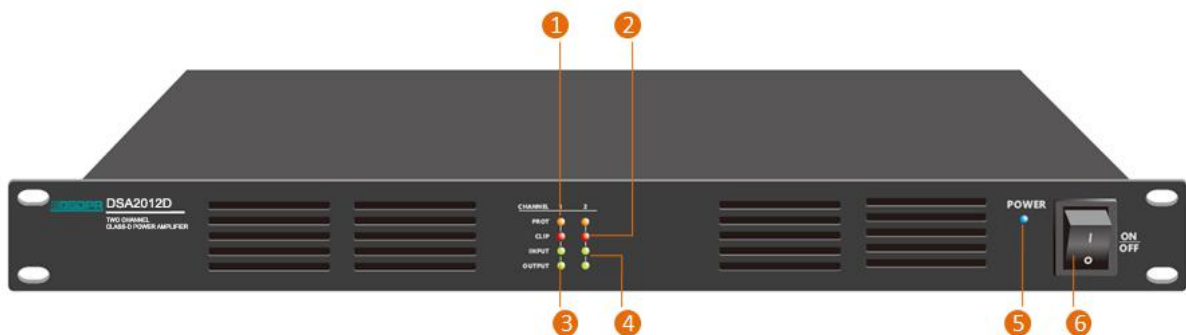 1 2
DSPPA DSA2012D
TWO CHANNEL
CLASS-D POWER AMPLIFIER
CHANNEL 1 2
PROT
CLIP
INPUT
OUTPUT
POWER
I
O
ON
OFF
3 4 5 6